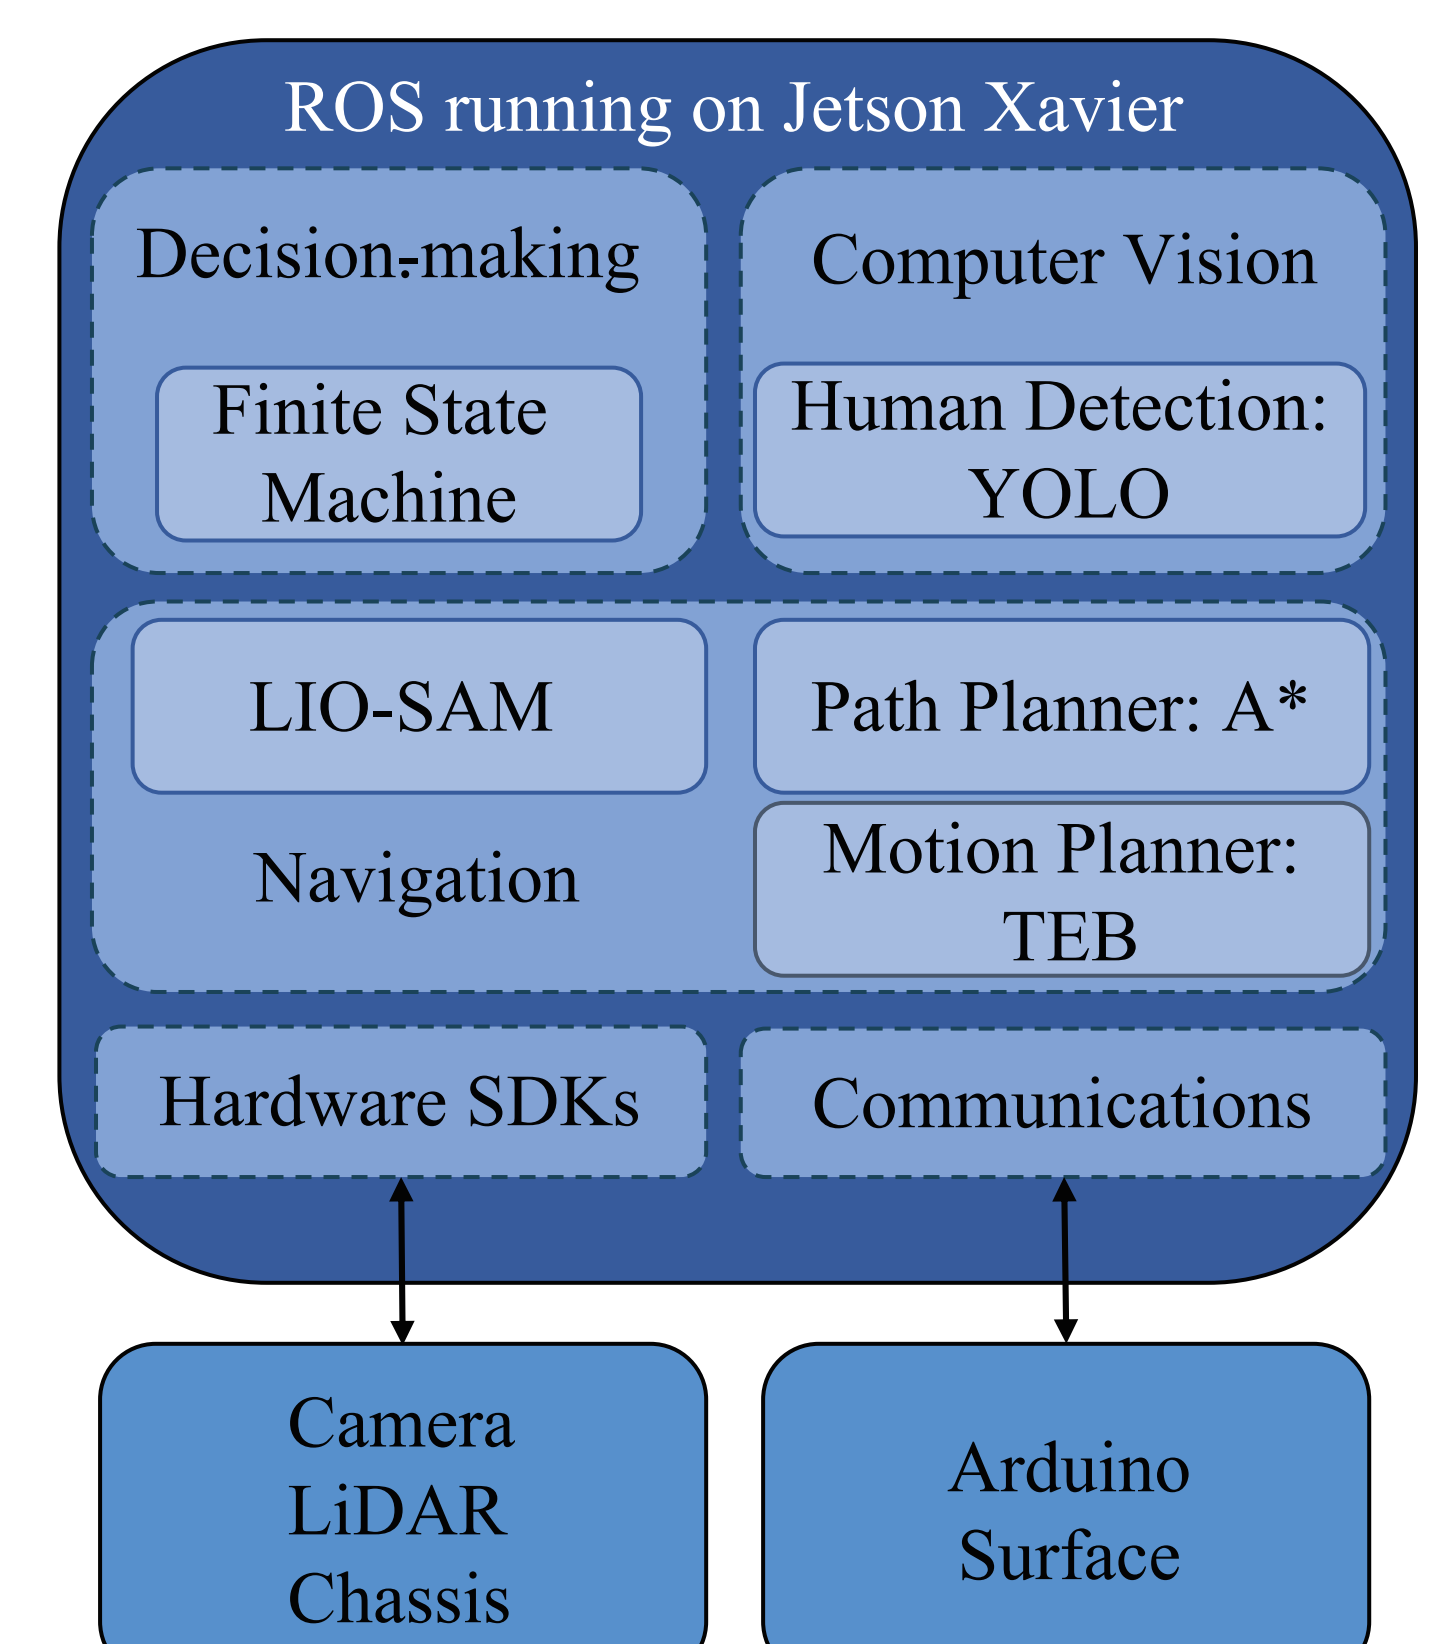 ROS running on Jetson Xavier
Decision-making
Finite State
Machine
Computer Vision
Human Detection:
YOLO
LIO-SAM
Navigation
Path Planner: A*
Motion Planner:
TEB
Hardware SDKs
Communications
Camera
LiDAR
Chassis
Arduino
Surface